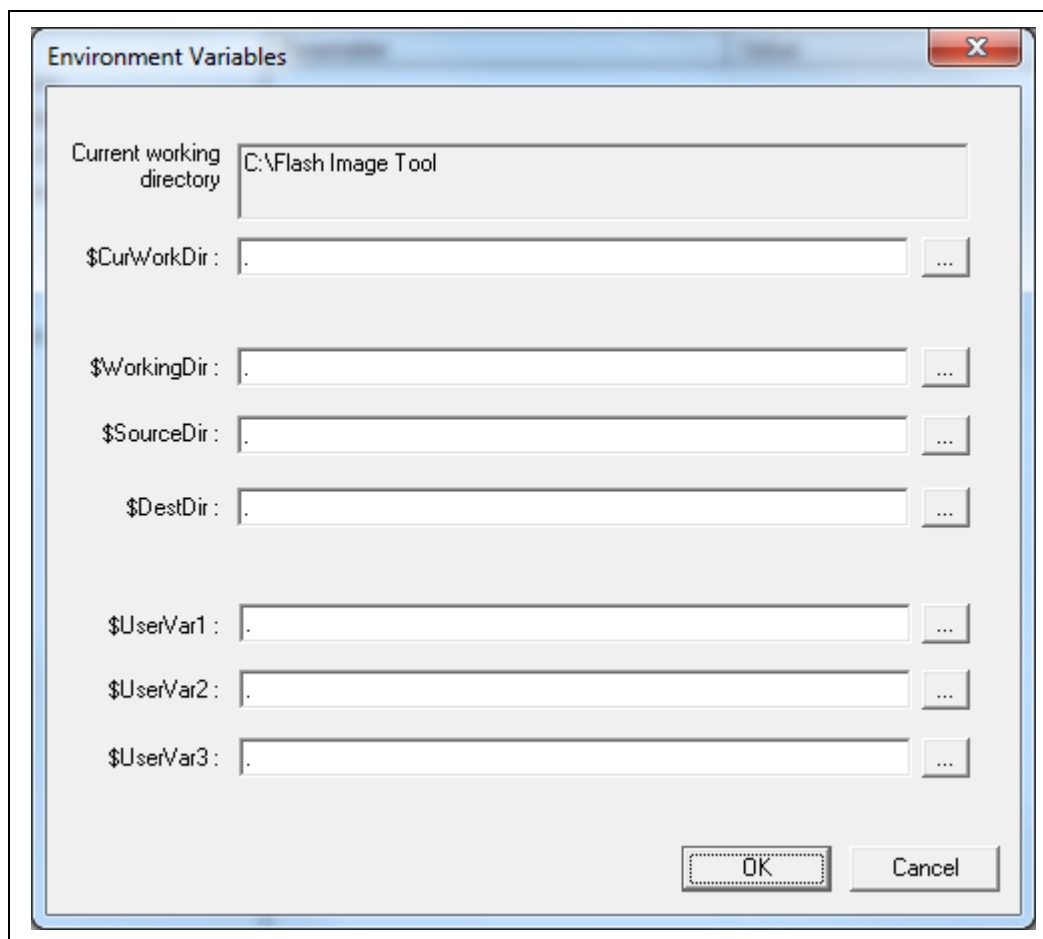 Environment Variables
Current working
directory
C:\Flash Image Tool
$CurWorkDir : . ...
$WorkingDir : . ...
$SourceDir : . ...
$DestDir : . ...
$UserVar1 : . ...
$UserVar2 : . ...
$UserVar3 : . ...
OK Cancel